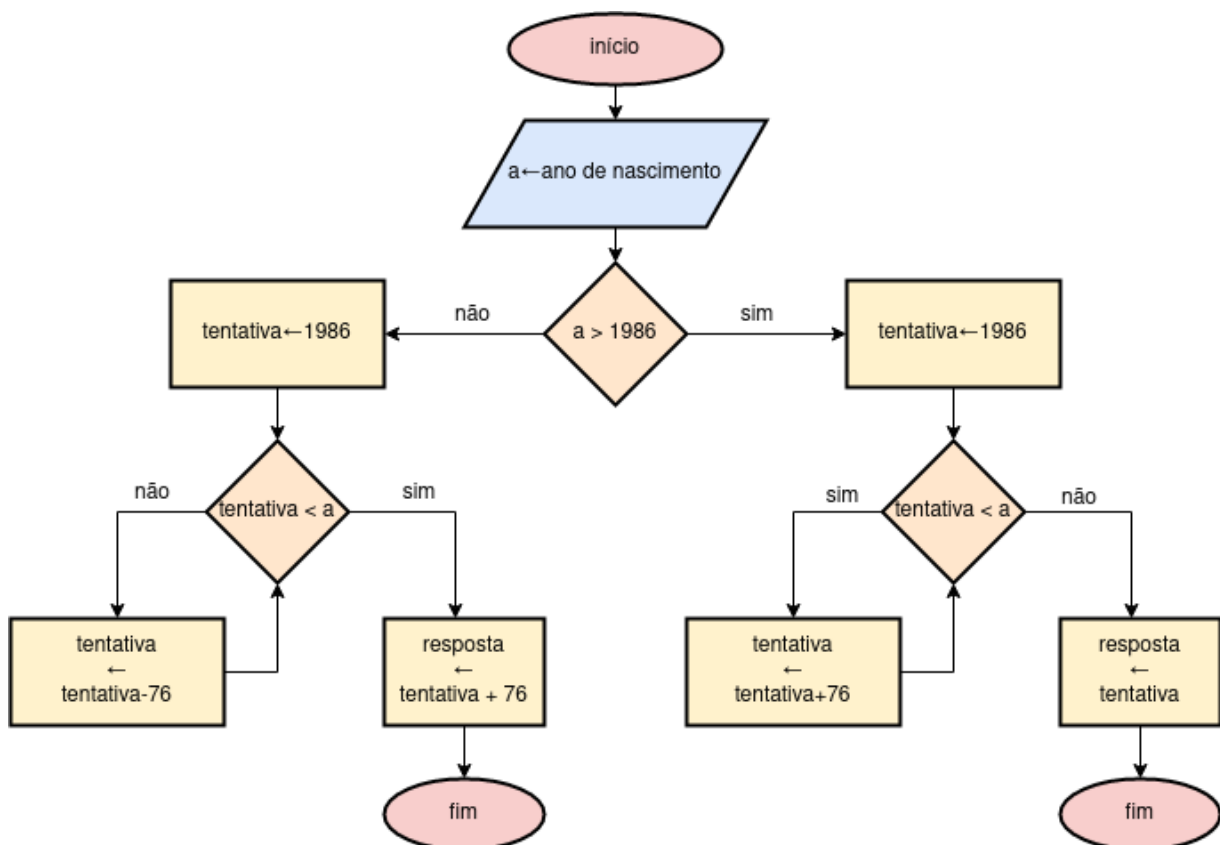 início
a←ano de nascimento
não
sim
tentativa←1986
a > 1986
tentativa←1986
não
sim
sim
não
tentativa < a
tentativa < a
tentativa
←
tentativa-76
resposta
←
tentativa + 76
tentativa
←
tentativa+76
resposta
←
tentativa
fim
fim